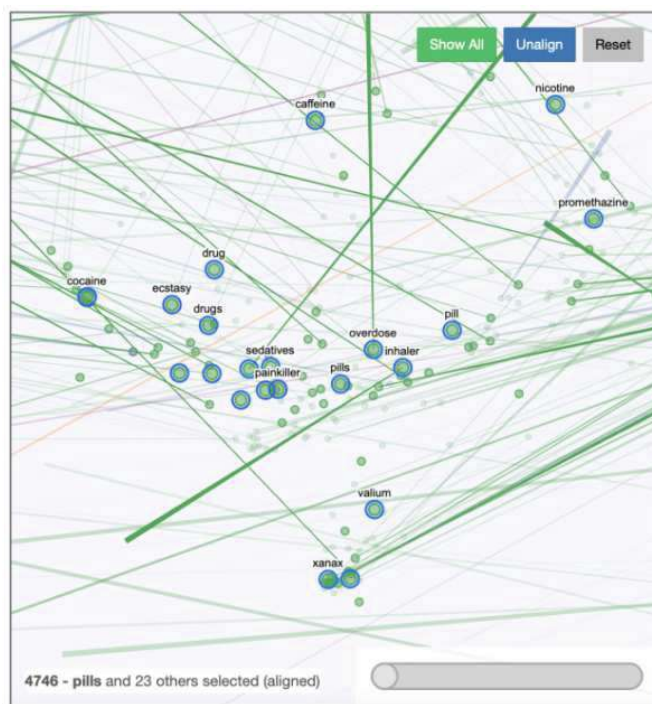 Show All Unalign Reset
nicotine
caffeine
promethazine
drug
cocaine
ecstasy
drugs
pill
overdose
sedatives
inhaler
painkiller
pills
valium
xanax
4746 - pills and 23 others selected (aligned)